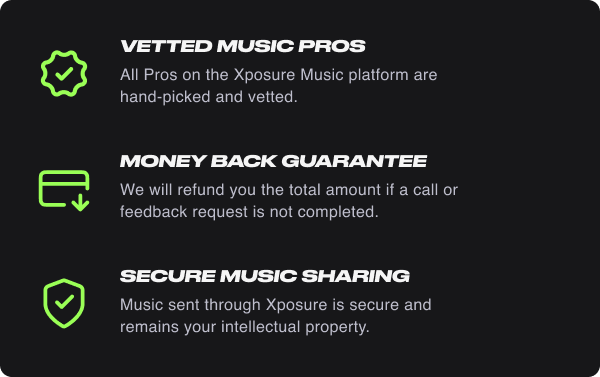 VETTED MUSIC PROS
All Pros on the Xposure Music platform are
hand-picked and vetted.
MONEY BACK GUARANTEE
We will refund you the total amount if a call or
feedback request is not completed.
SECURE MUSIC SHARING
Music sent through Xposure is secure and
remains your intellectual property.